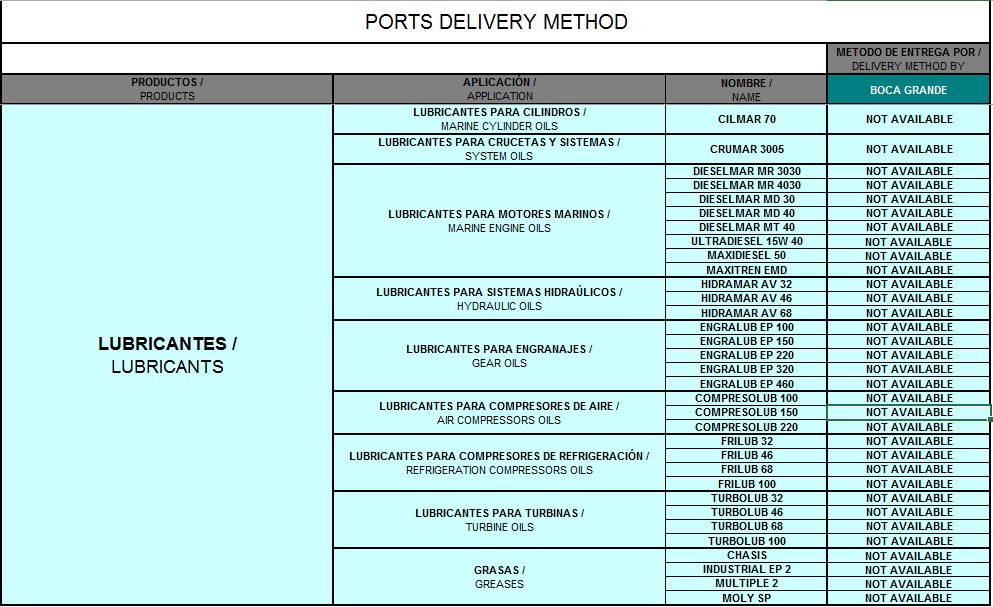 PORTS DELIVERY METHOD
METODO DE ENTREGA POR /
DELIVERY METHOD BY
PRODUCTOS /
PRODUCTS
APLICACIÓN /
APPLICATION
NOMBRE /
NAME
BOCA GRANDE
LUBRICANTES /
LUBRICANTS
LUBRICANTES PARA CILINDROS /
MARINE CYLINDER OILS
CILMAR 70 NOT AVAILABLE
LUBRICANTES PARA CRUCETAS Y SISTEMAS /
SYSTEM OILS
CRUMAR 3005 NOT AVAILABLE
LUBRICANTES PARA MOTORES MARINOS /
MARINE ENGINE OILS
DIESELMAR MR 3030 NOT AVAILABLE
DIESELMAR MR 4030 NOT AVAILABLE
DIESELMAR MD 30 NOT AVAILABLE
DIESELMAR MD 40 NOT AVAILABLE
DIESELMAR MT 40 NOT AVAILABLE
ULTRADIESEL 15W 40 NOT AVAILABLE
MAXIDIESEL 50 NOT AVAILABLE
MAXITREN EMD NOT AVAILABLE
LUBRICANTES PARA SISTEMAS HIDRAÚLICOS /
HYDRAULIC OILS
HIDRAMAR AV 32 NOT AVAILABLE
HIDRAMAR AV 46 NOT AVAILABLE
HIDRAMAR AV 68 NOT AVAILABLE
LUBRICANTES PARA ENGRANAJES /
GEAR OILS
ENGRALUB EP 100 NOT AVAILABLE
ENGRALUB EP 150 NOT AVAILABLE
ENGRALUB EP 220 NOT AVAILABLE
ENGRALUB EP 320 NOT AVAILABLE
ENGRALUB EP 460 NOT AVAILABLE
LUBRICANTES PARA COMPRESORES DE AIRE /
AIR COMPRESSORS OILS
COMPRESOLUB 100 NOT AVAILABLE
COMPRESOLUB 150 NOT AVAILABLE
COMPRESOLUB 220 NOT AVAILABLE
LUBRICANTES PARA COMPRESORES DE REFRIGERACIÓN /
REFRIGERATION COMPRESSORS OILS
FRILUB 32 NOT AVAILABLE
FRILUB 46 NOT AVAILABLE
FRILUB 68 NOT AVAILABLE
FRILUB 100 NOT AVAILABLE
LUBRICANTES PARA TURBINAS /
TURBINE OILS
TURBOLUB 32 NOT AVAILABLE
TURBOLUB 46 NOT AVAILABLE
TURBOLUB 68 NOT AVAILABLE
TURBOLUB 100 NOT AVAILABLE
GRASAS /
GREASES
CHASIS NOT AVAILABLE
INDUSTRIAL EP 2 NOT AVAILABLE
MULTIPLE 2 NOT AVAILABLE
MOLY SP NOT AVAILABLE